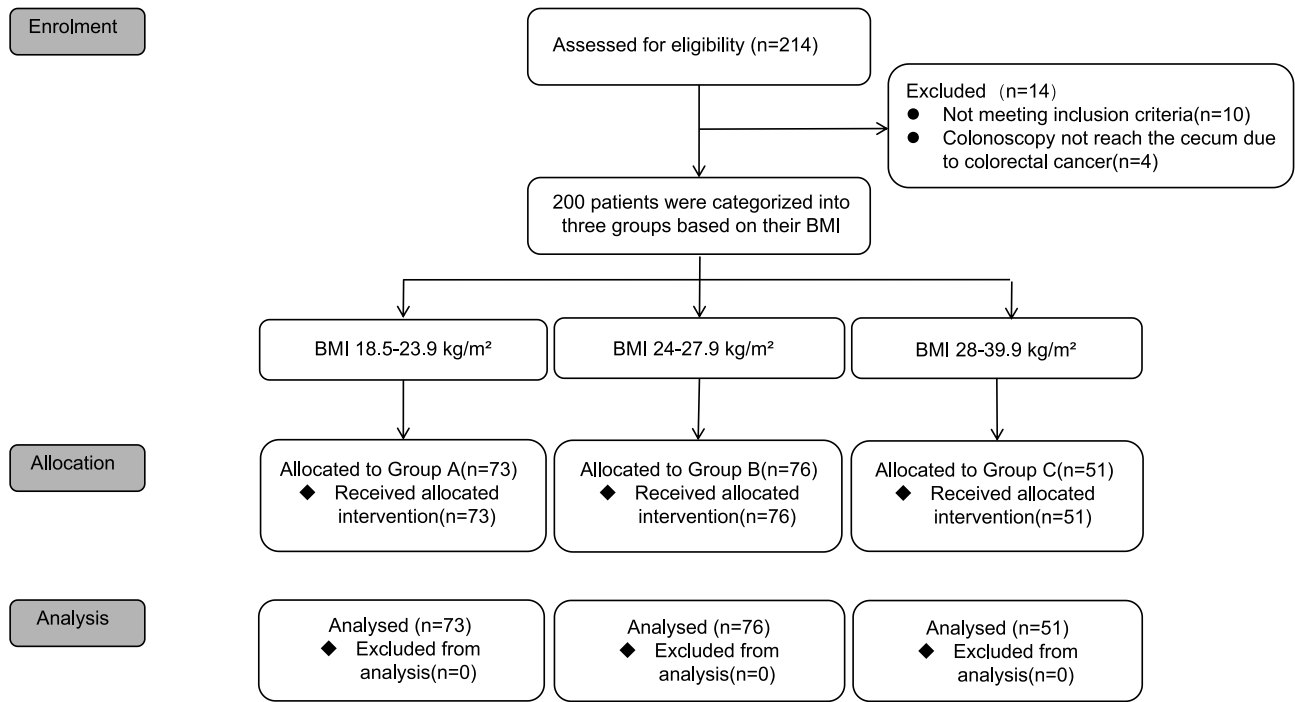 Enrolment
Assessed for eligibility (n=214)
Excluded（n=14）
● Not meeting inclusion criteria(n=10)
● Colonoscopy not reach the cecum due
to colorectal cancer(n=4)
200 patients were categorized into
three groups based on their BMI
BMI 18.5-23.9 kg/m²
BMI 24-27.9 kg/m²
BMI 28-39.9 kg/m²
Allocation
Allocated to Group A(n=73)
◆ Received allocated
intervention(n=73)
Allocated to Group B(n=76)
◆ Received allocated
intervention(n=76)
Allocated to Group C(n=51)
◆ Received allocated
intervention(n=51)
Analysis
Analysed (n=73)
◆ Excluded from
analysis(n=0)
Analysed (n=76)
◆ Excluded from
analysis(n=0)
Analysed (n=51)
◆ Excluded from
analysis(n=0)